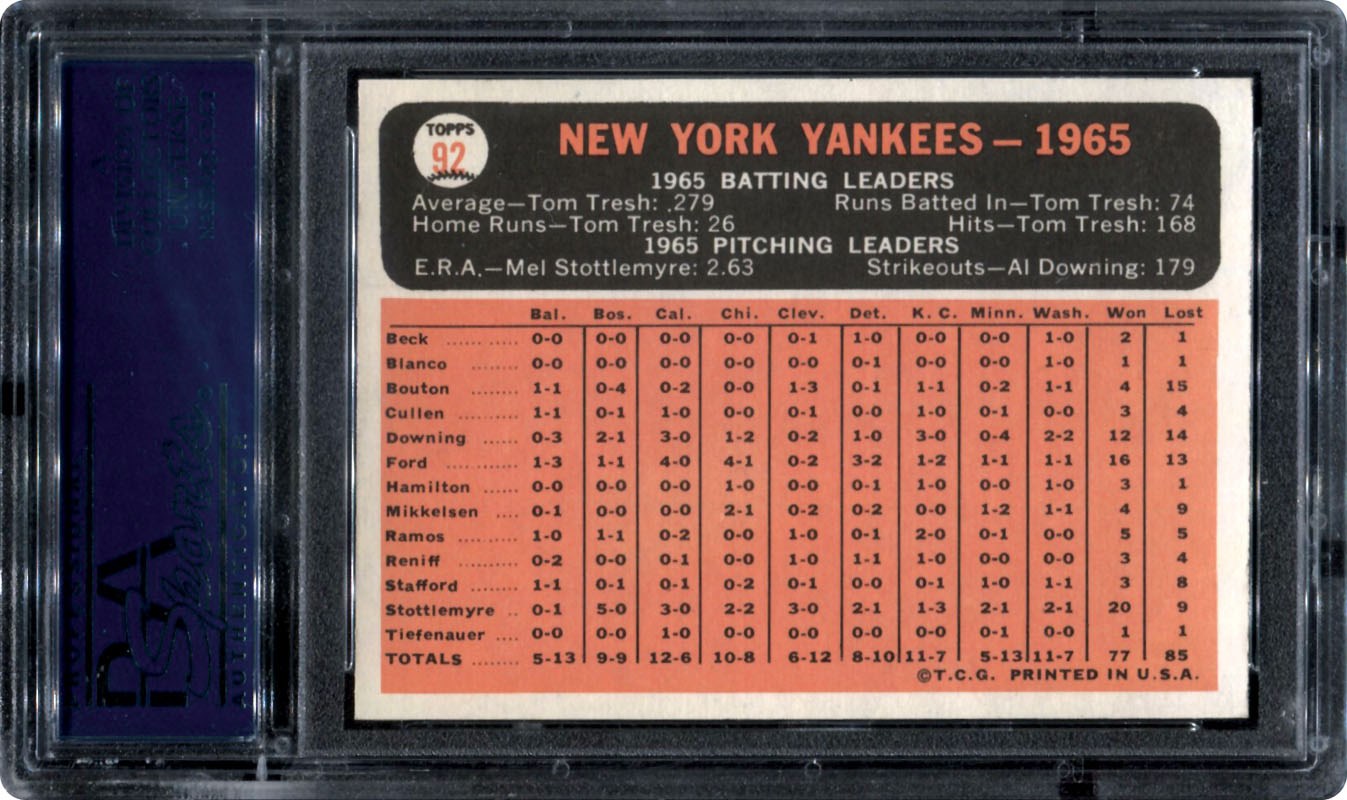 TOPPS
92
NEW YORK YANKEES — 1965
1965 BATTING LEADERS
Average—Tom Tresh: .279 Runs Batted In—Tom Tresh: 74
Home Runs—Tom Tresh: 26 Hits—Tom Tresh: 168
1965 PITCHING LEADERS
E.R.A.—Mel Stottlemyre: 2.63 Strikeouts—Al Downing: 179
Bal. Bos. Cal. Chi. Clev. Det. K. C. Minn. Wash. Won Lost
Beck ...... ..... 0-0 0-0 0-0 0-0 0-1 1-0 0-0 0-0 1-0 2 1
Blanco ........ 0-0 0-0 0-0 0-0 0-0 0-1 0-0 0-0 1-0 1 1
Bouton ........ 1-1 0-4 0-2 0-0 1-3 0-1 1-1 0-2 1-1 4 15
Cullen ......... 1-1 0-1 1-0 0-0 0-1 0-0 1-0 0-1 0-0 3 4
Downing ...... 0-3 2-1 3-0 1-2 0-2 1-0 3-0 0-4 2-2 12 14
Ford ............ 1-3 1-1 4-0 4-1 0-2 3-2 1-2 1-1 1-1 16 13
Hamilton ...... 0-0 0-0 0-0 1-0 0-0 0-1 1-0 0-0 1-0 3 1
Mikkelsen .... 0-1 0-0 0-0 2-1 0-2 0-2 0-0 1-2 1-1 4 9
Ramos ......... 1-0 1-1 0-2 0-0 1-0 0-1 2-0 0-1 0-0 5 5
Reniff .......... 0-2 0-0 0-1 0-0 1-0 1-1 1-0 0-0 0-0 3 4
Stafford ....... 1-1 0-1 0-1 0-2 0-1 0-0 0-1 1-0 1-1 3 8
Stottlemyre .. 0-1 5-0 3-0 2-2 3-0 2-1 1-3 2-1 2-1 20 9
Tiefenauer .... 0-0 0-0 1-0 0-0 0-0 0-0 0-0 0-1 0-0 1 1
TOTALS ........ 5-13 9-9 12-6 10-8 6-12 8-10 11-7 5-13 11-7 77 85
©T.C.G. PRINTED IN U.S.A.
PSA
AUTHENTICATOR
A DIVISION OF
COLLECTORS
UNIVERSE